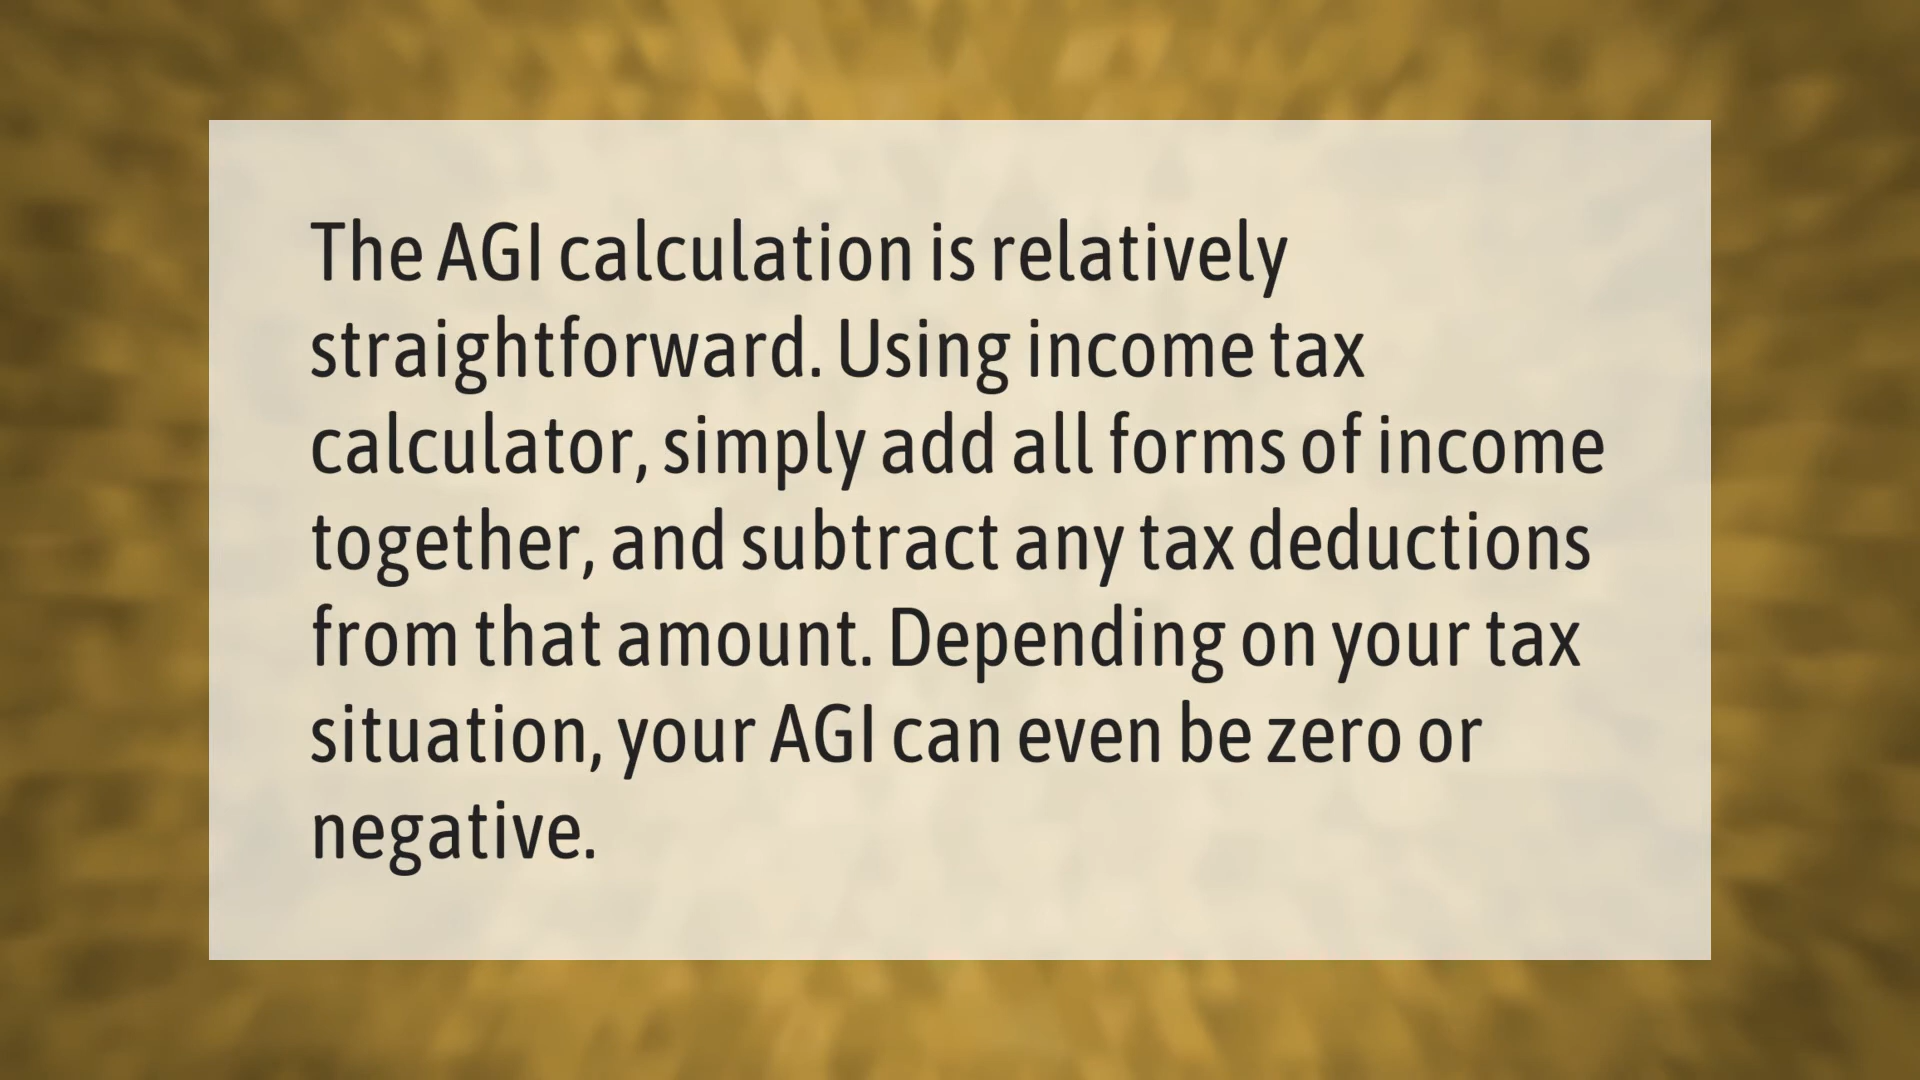 The AGI calculation is relatively
straightforward. Using income tax
calculator, simply add all forms of income
together, and subtract any tax deductions
from that amount. Depending on your tax
situation, your AGI can even be zero or
negative.